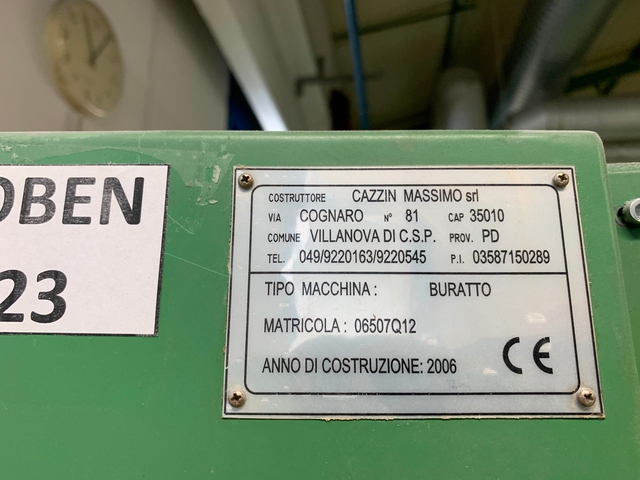 OBEN
23
COSTRUTTORE CAZZIN MASSIMO srl
VIA COGNARO N° 81 CAP 35010
COMUNE VILLANOVA DI C.S.P. PROV. PD
TEL. 049/9220163/9220545 P.I. 03587150289
TIPO MACCHINA : BURATTO
MATRICOLA : 06507Q12
ANNO DI COSTRUZIONE: 2006
CE